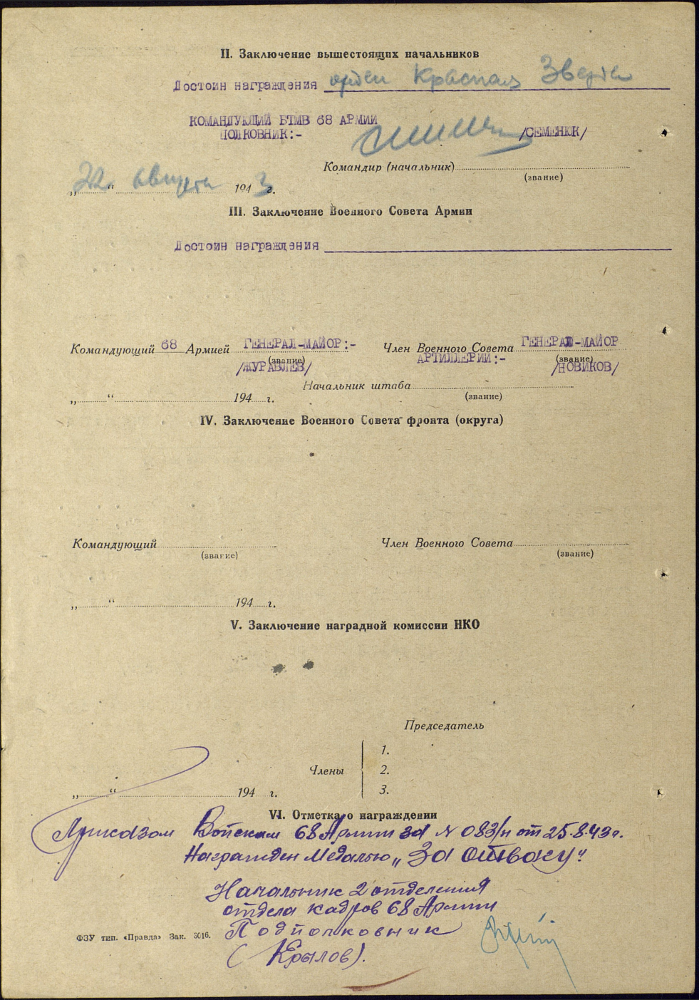 II. Заключение вышестоящих начальников
Достоин награждения орден Красная Звезда
КОМАНДУЮЩИЙ БТМВ 68 АРМИИ
ПОЛКОВНИК:- /СЕМЕНЮК/
Командир (начальник)
(звание)
„22“ августа 1943 г.
III. Заключение Военного Совета Армии
Достоин награждения
Командующий 68 Армией ГЕНЕРАЛ-МАЙОР:- Член Военного Совета ГЕНЕРАЛ-МАЙОР
(звание) АРТИЛЛЕРИИ:- (звание)
/ЖУРАВЛЕВ/ /НОВИКОВ/
Начальник штаба
„ “ 194 г. (звание)
IV. Заключение Военного Совета фронта (округа)
Командующий Член Военного Совета
(звание) (звание)
„ “ 194 г.
V. Заключение наградной комиссии НКО
Председатель
1.
Члены 2.
„ “ 194 г. 3.
VI. Отметка о награждении
Приказом Войскам 68 Армии за № 083/н от 25.8.43 г.
Награжден Медалью „За отвагу"
Начальник 2 отделения
отдела кадров 68 Армии
ФЗУ тип. «Правда» Зак. 3016. Подполковник
(Крылов).